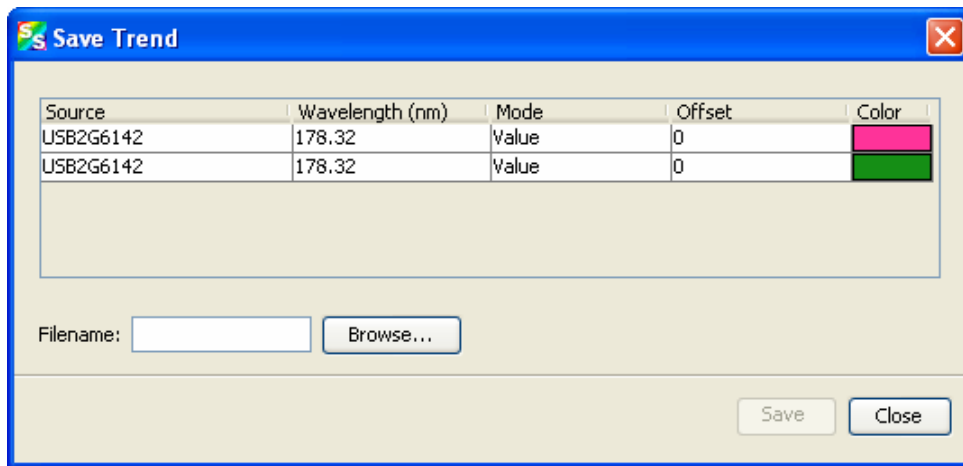 SS Save Trend
Source Wavelength (nm) Mode Offset Color
USB2G6142 178.32 Value 0
USB2G6142 178.32 Value 0
Filename: Browse...
Save Close